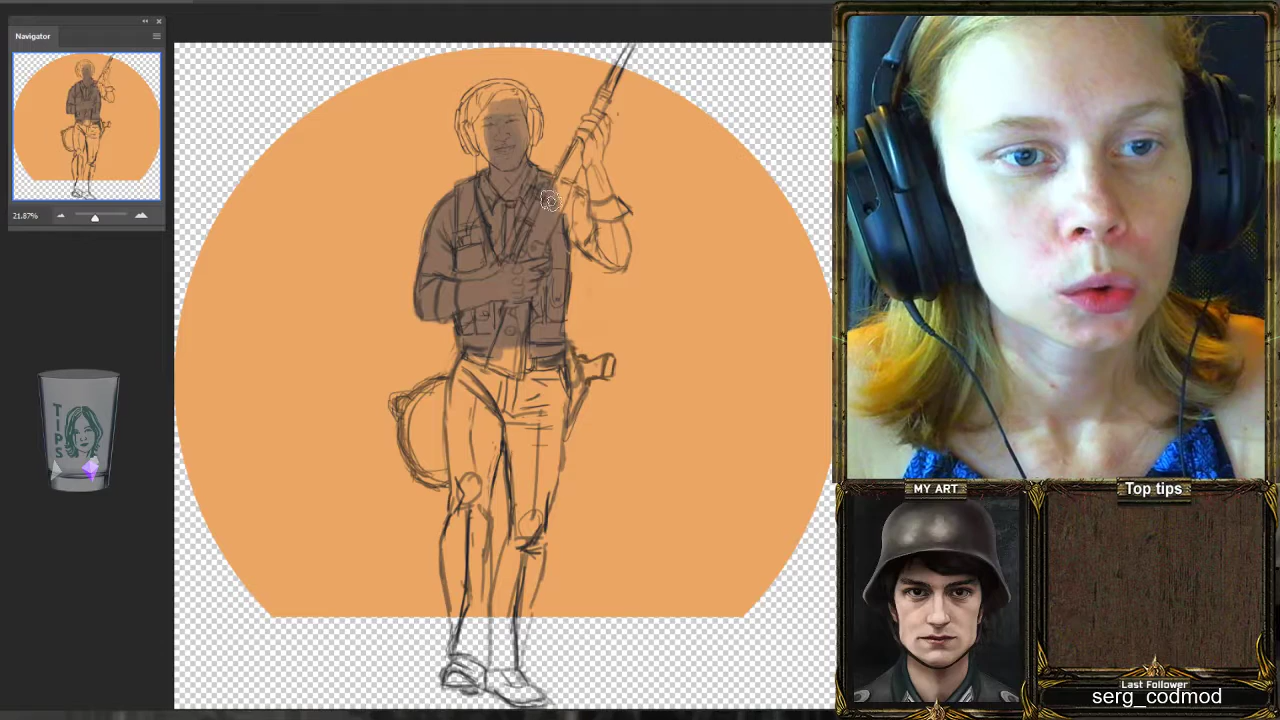 Navigator
21.87%
TIPS
MY ART
Top tips
Last Follower
serg_codmod